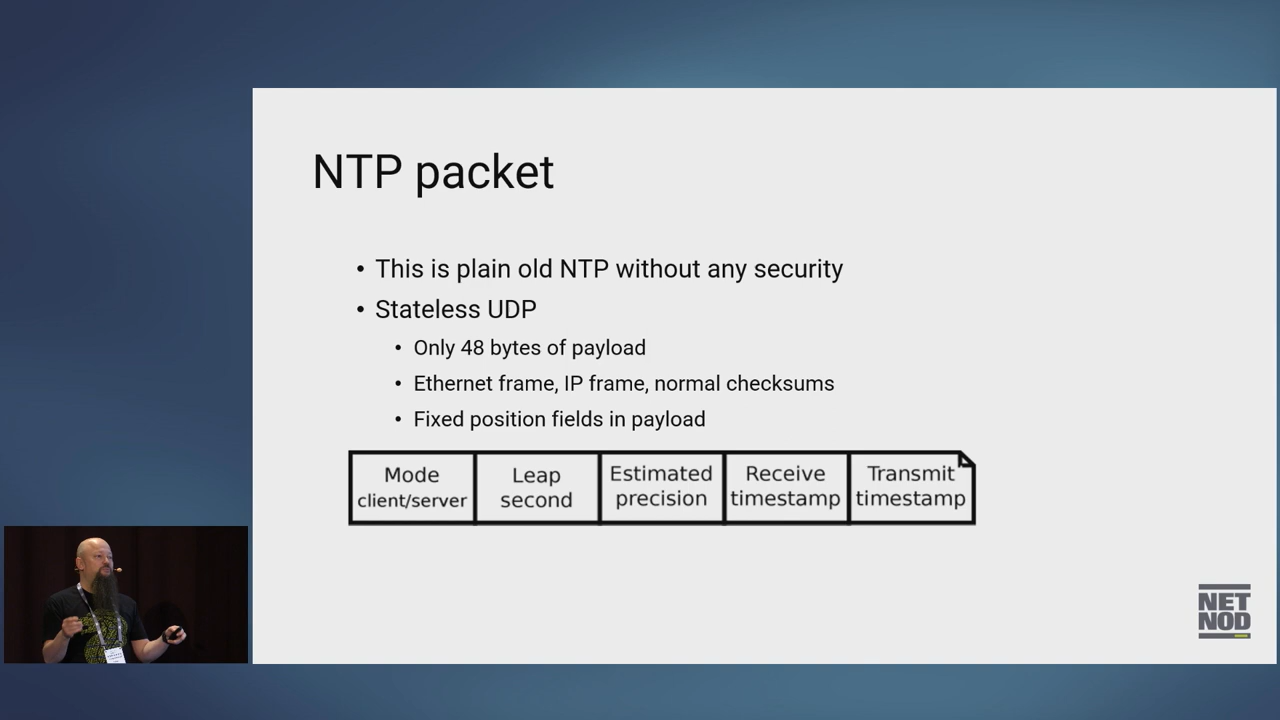 NTP packet
• This is plain old NTP without any security
• Stateless UDP
• Only 48 bytes of payload
• Ethernet frame, IP frame, normal checksums
• Fixed position fields in payload
Mode
client/server
Leap
second
Estimated
precision
Receive
timestamp
Transmit
timestamp
NET
NOD